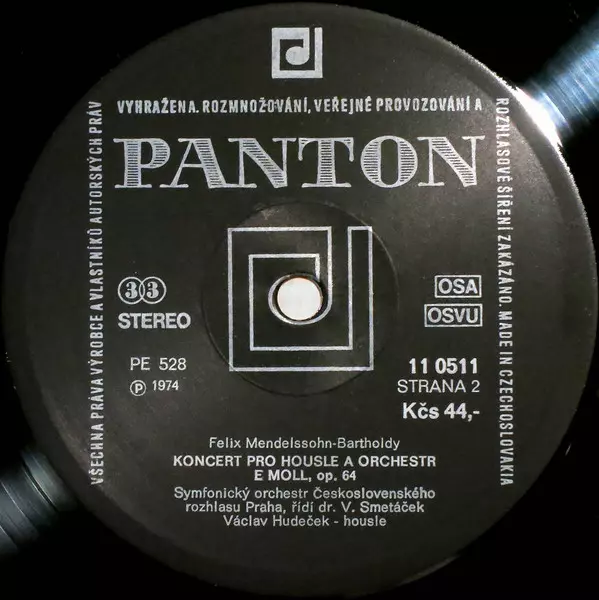 VŠECHNA PRÁVA VÝROBCE A VLASTNÍKŮ AUTORSKÝCH PRÁV
VYHRAŽENA. ROZMNOŽOVÁNÍ, VEŘEJNÉ PROVOZOVÁNÍ A
ROZHLASOVÉ ŠÍŘENÍ ZAKÁZÁNO. MADE IN CZECHOSLOVAKIA
PANTON
33
STEREO
OSA
OSVU
PE 528
℗ 1974
11 0511
STRANA 2
Kčs 44,-
Felix Mendelssohn-Bartholdy
KONCERT PRO HOUSLE A ORCHESTR
E MOLL, op. 64
Symfonický orchestr Československého
rozhlasu Praha, řídí dr. V. Smetáček
Václav Hudeček - housle